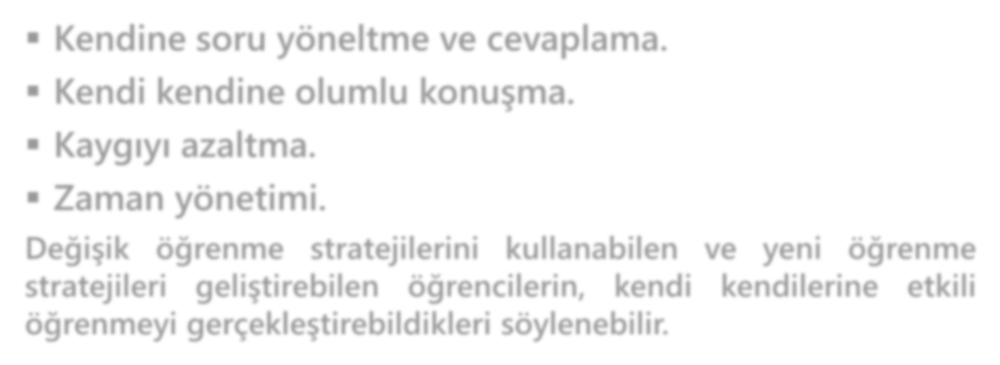 ▪ Kendine soru yöneltme ve cevaplama.
▪ Kendi kendine olumlu konuşma.
▪ Kaygıyı azaltma.
▪ Zaman yönetimi.
Değişik öğrenme stratejilerini kullanabilen ve yeni öğrenme
stratejileri geliştirebilen öğrencilerin, kendi kendilerine etkili
öğrenmeyi gerçekleştirebildikleri söylenebilir.